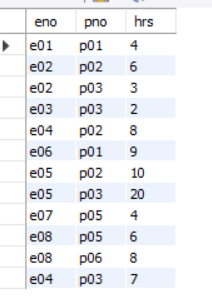 eno pno hrs
e01 p01 4
e02 p02 6
e02 p03 3
e03 p03 2
e04 p02 8
e06 p01 9
e05 p02 10
e05 p03 20
e07 p05 4
e08 p05 6
e08 p06 8
e04 p03 7